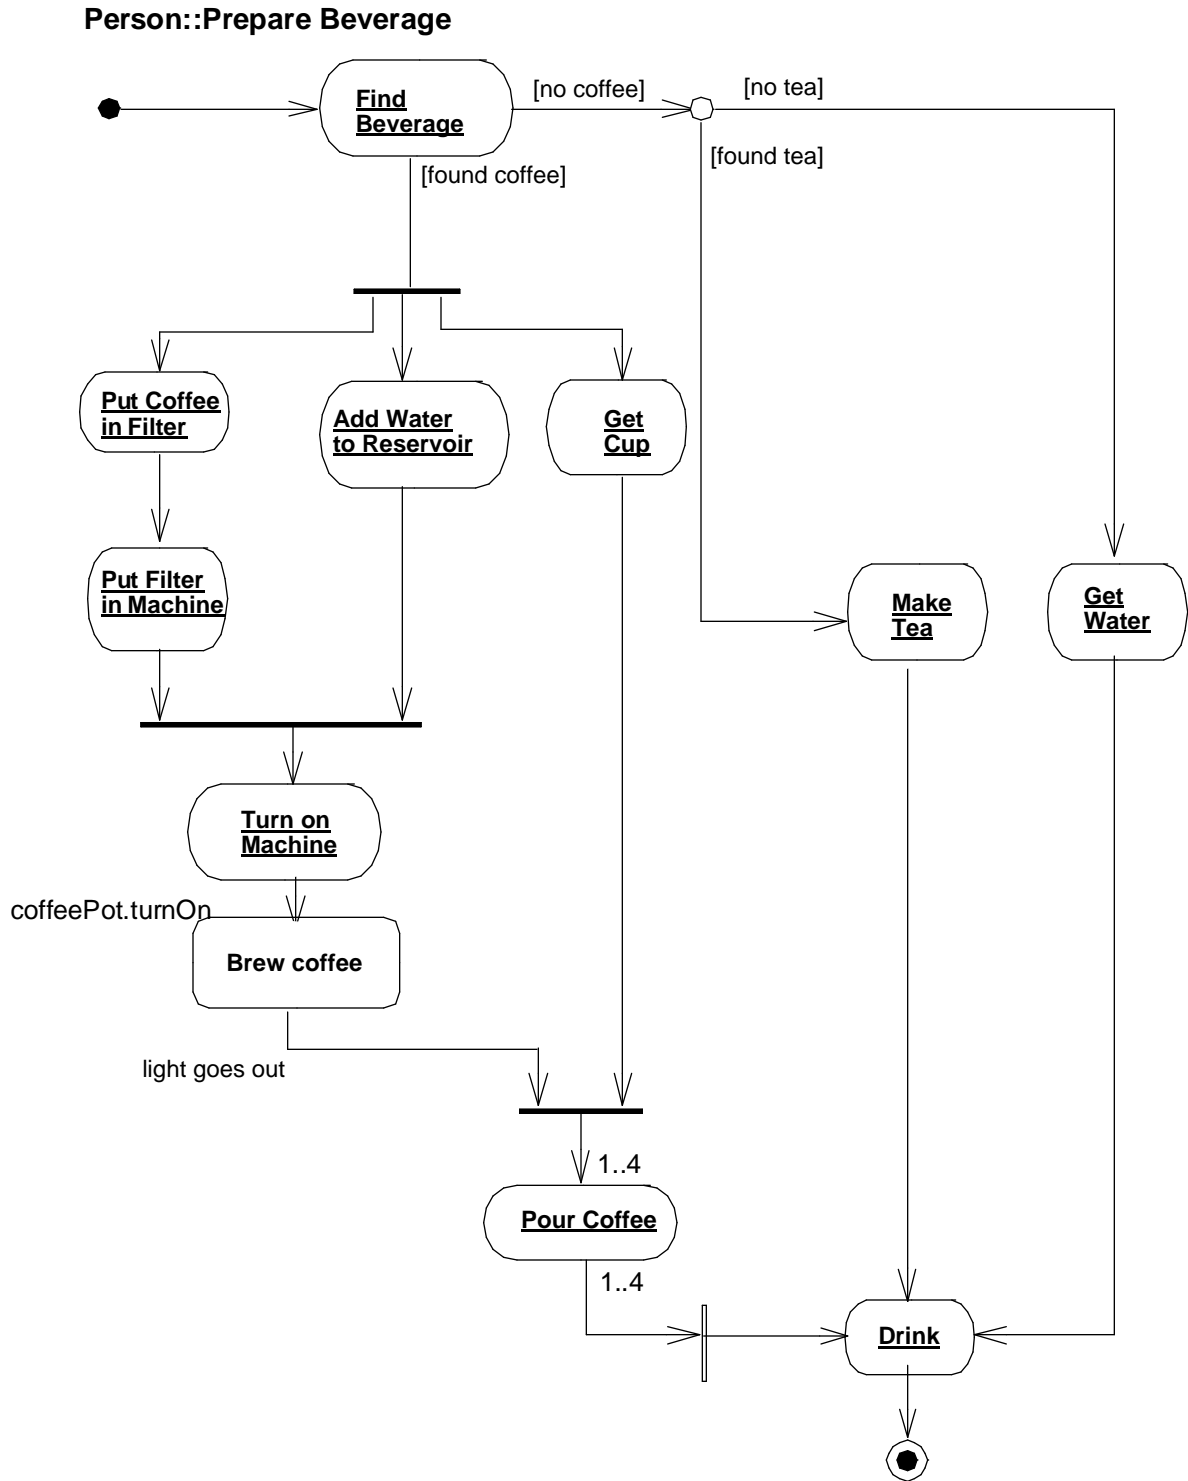 Person::Prepare Beverage
Find
Beverage
[no coffee]
[no tea]
[found tea]
[found coffee]
Put Coffee
in Filter
Add Water
to Reservoir
Get
Cup
Put Filter
in Machine
Make
Tea
Get
Water
Turn on
Machine
coffeePot.turnOn
Brew coffee
light goes out
1..4
Pour Coffee
1..4
Drink